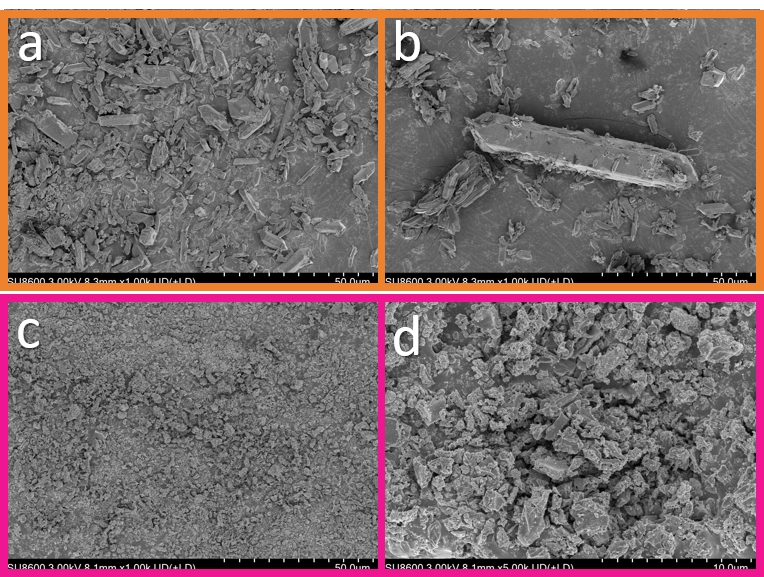 a
b
SU8600 3.00kV 8.3mm x1.00k UD(+LD) 50.0um
SU8600 3.00kV 8.3mm x1.00k UD(+LD) 50.0um
c
d
SU8600 3.00kV 8.1mm x1.00k UD(+LD) 50.0um
SU8600 3.00kV 8.1mm x5.00k UD(+LD) 10.0um